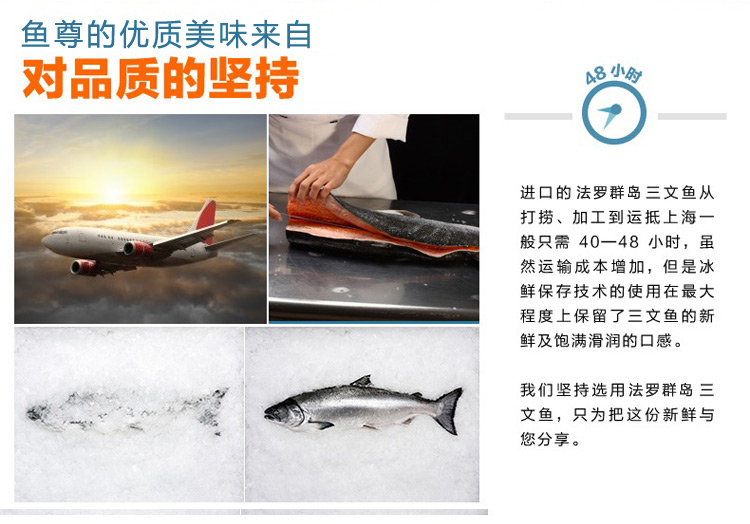 鱼尊的优质美味来自
对品质的坚持
48小时
进口的 法罗群岛 三文鱼从
打捞、加工到运抵上海一
般只需 40—48 小时，虽
然运输成本增加，但是冰
鲜保存技术的使用在最大
程度上保留了三文鱼的新
鲜及饱满滑润的口感。
我们坚持选用法罗群岛 三
文鱼，只为把这份新鲜与
您分享。